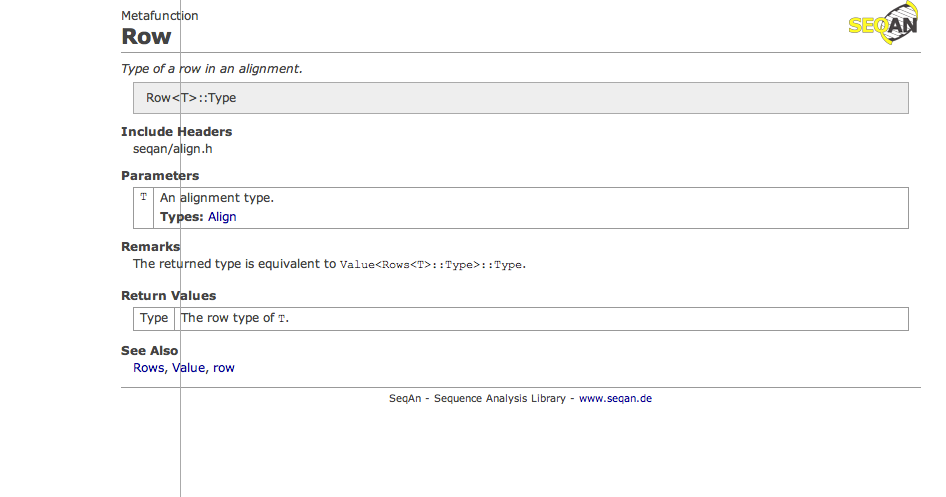 Metafunction
SEQAN
Row
Type of a row in an alignment.
Row<T>::Type
Include Headers
seqan/align.h
Parameters
T An alignment type.
Types: Align
Remarks
The returned type is equivalent to Value<Rows<T>::Type>::Type.
Return Values
Type The row type of T.
See Also
Rows, Value, row
SeqAn - Sequence Analysis Library - www.seqan.de